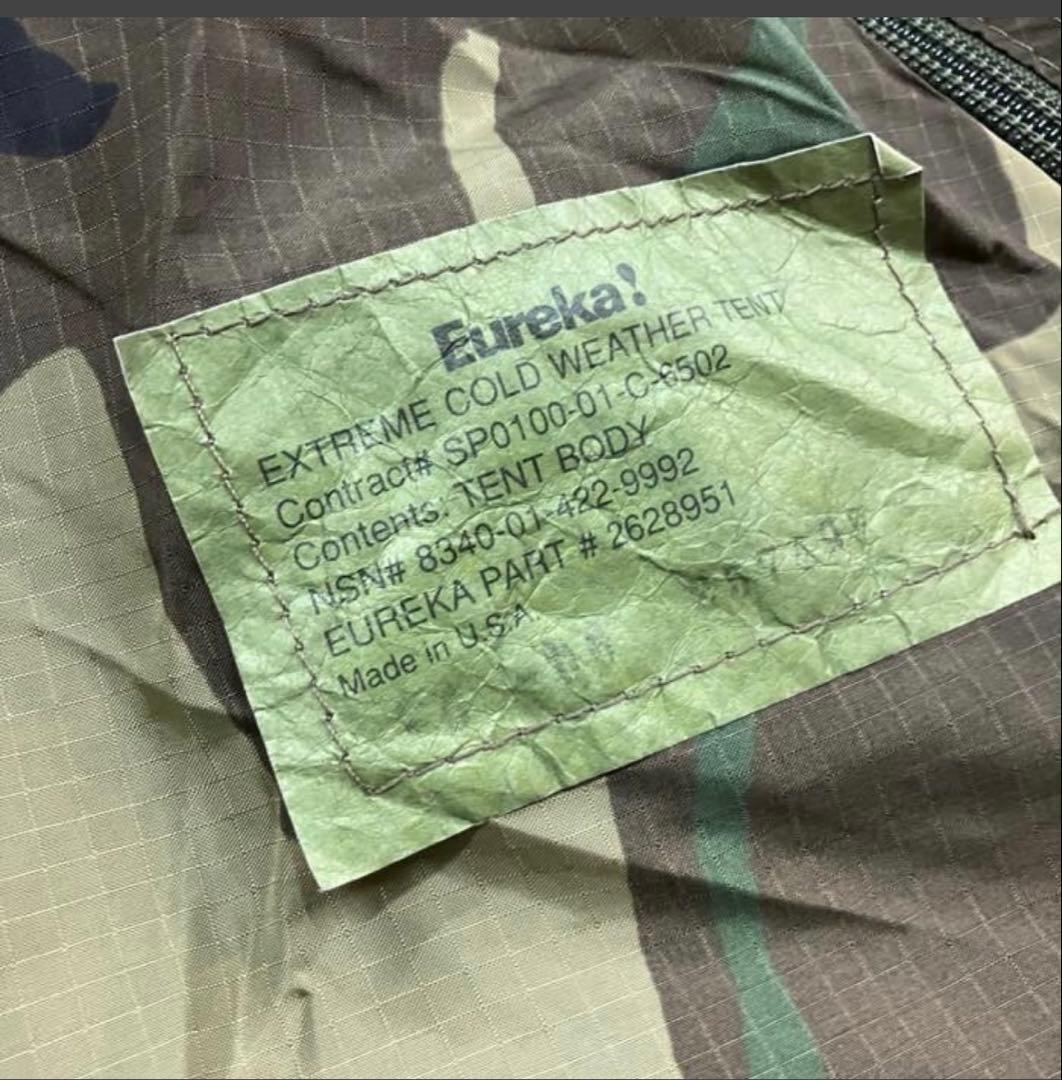 Eureka!
EXTREME COLD WEATHER TENT
Contract# SP0100-01-C-6502
Contents: TENT BODY
NSN# 8340-01-422-9992
EUREKA PART # 2628951
Made in U.S.A.